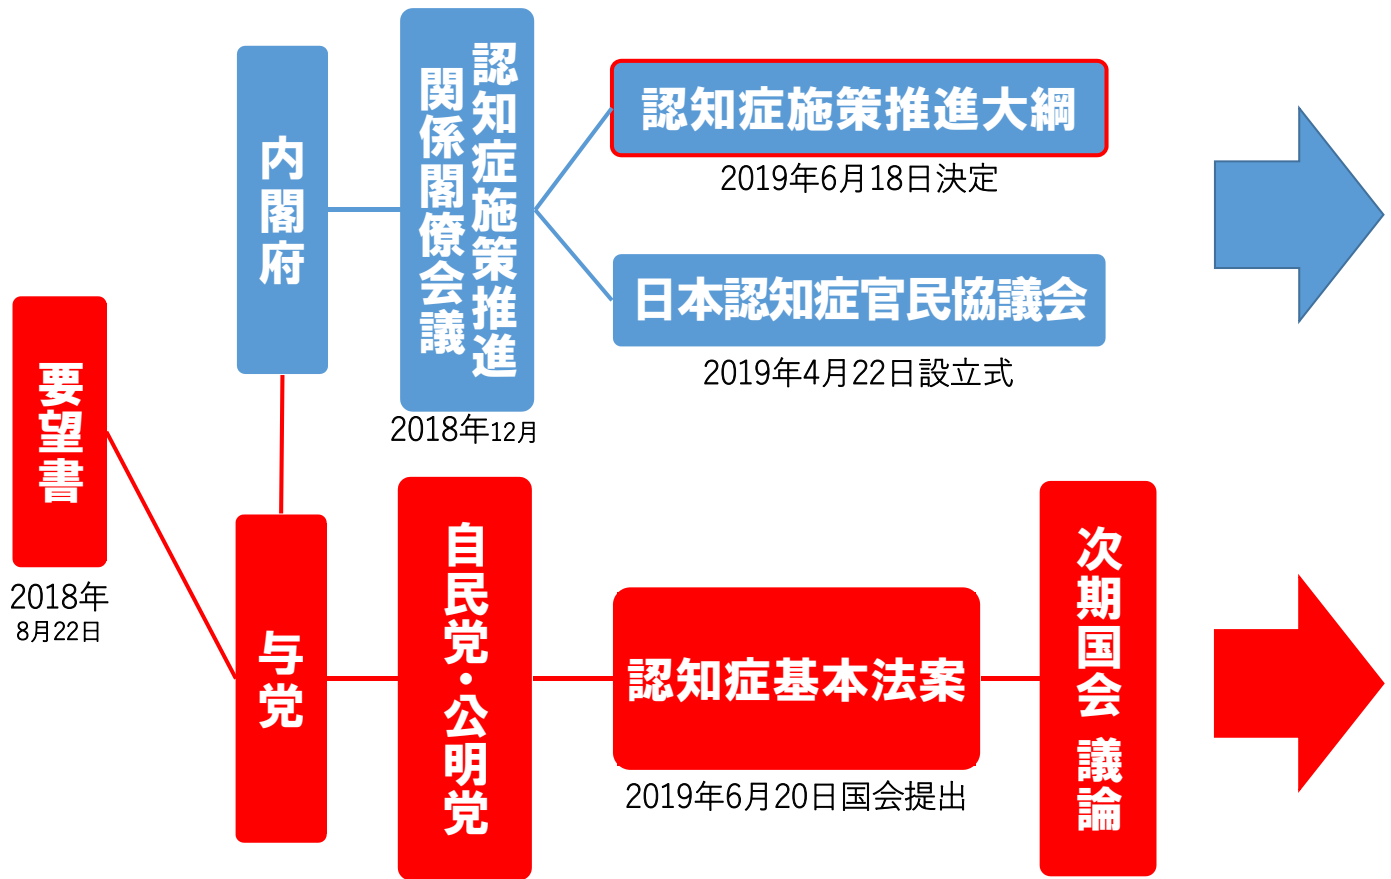 要望書
2018年
8月22日
内閣府
認知症施策推進
関係閣僚会議
2018年12月
認知症施策推進大綱
2019年6月18日決定
日本認知症官民協議会
2019年4月22日設立式
与党
自民党・公明党
認知症基本法案
2019年6月20日国会提出
次期国会 議論